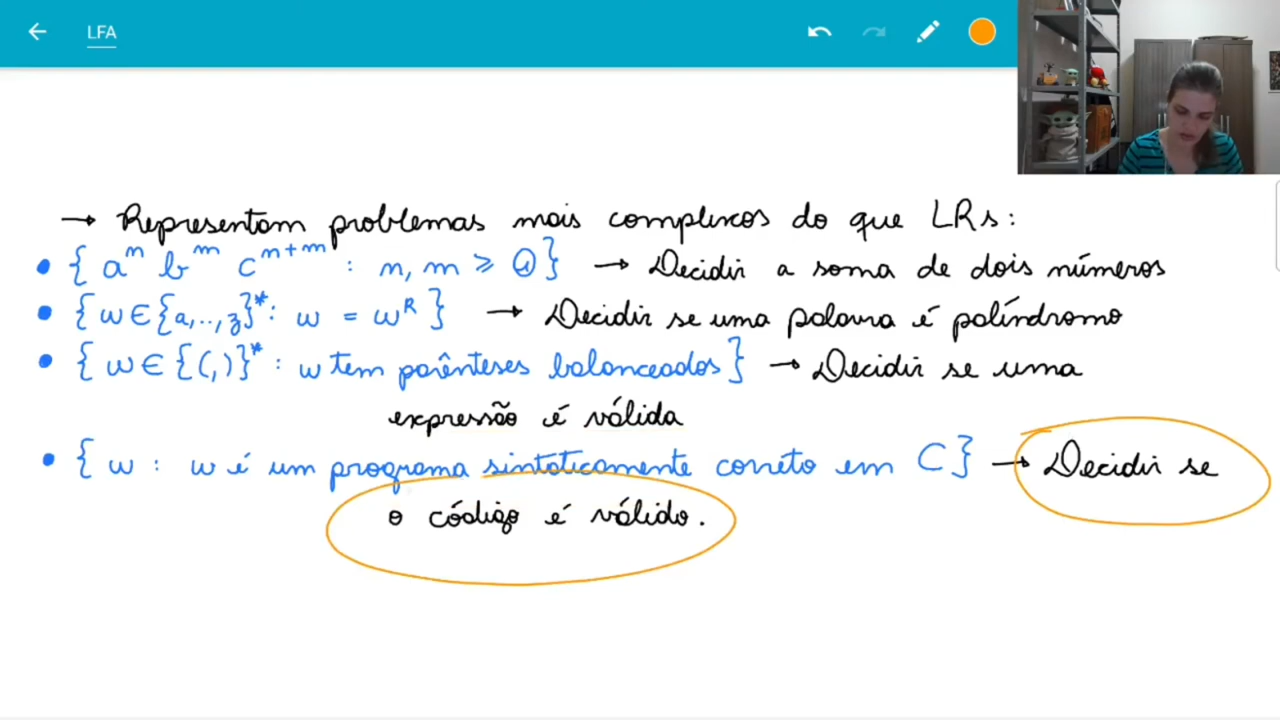 LFA
→ Representam problemas mais complexos do que LRs:
• { aⁿ bᵐ cⁿ⁺ᵐ : n, m ≥ 0 } → Decidir a soma de dois números
• { w ∈ {a,..,z}* : w = wᴿ } → Decidir se uma palavra é palíndromo
• { w ∈ {(,)}* : w tem parênteses balanceados } → Decidir se uma
expressão é válida
• { w : w é um programa sintaticamente correto em C } → Decidir se
o código é válido.